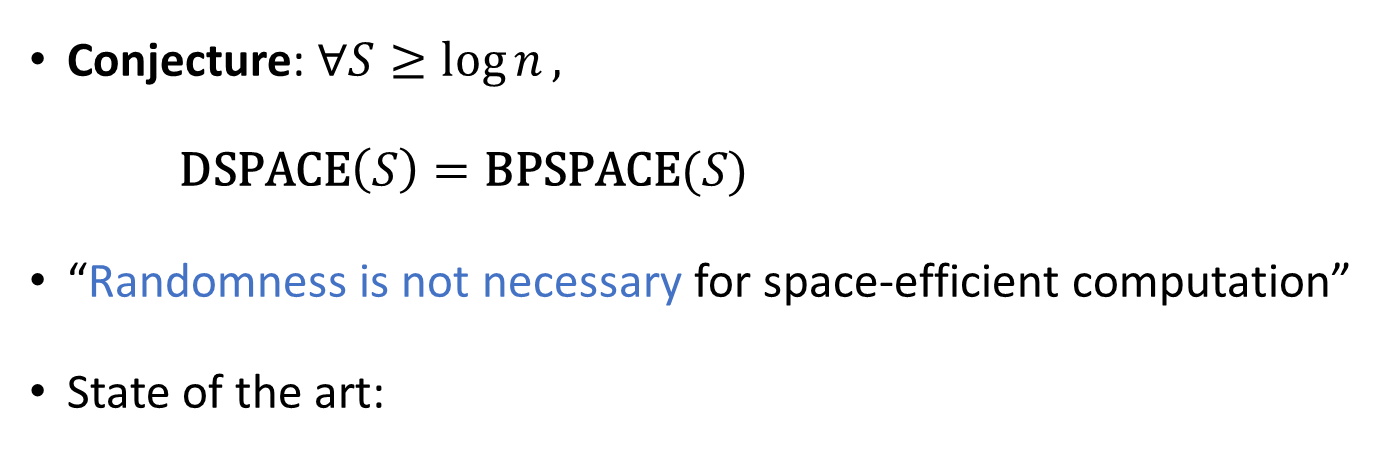 • Conjecture: ∀S ≥ log n ,
DSPACE(S) = BPSPACE(S)
• “Randomness is not necessary for space-efficient computation”
• State of the art: